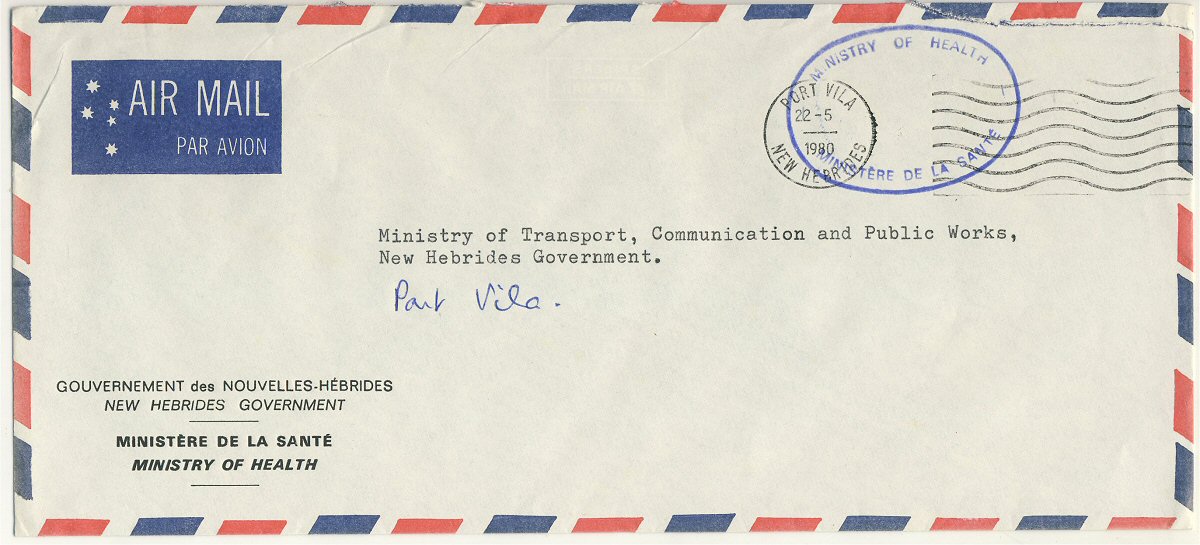 AIR MAIL
PAR AVION
MINISTRY OF HEALTH
MINISTÈRE DE LA SANTÉ
PORT VILA
22-5
1980
NEW HEBRIDES
Ministry of Transport, Communication and Public Works,
New Hebrides Government.
Port Vila.
GOUVERNEMENT des NOUVELLES-HÉBRIDES
NEW HEBRIDES GOVERNMENT
MINISTÈRE DE LA SANTÉ
MINISTRY OF HEALTH